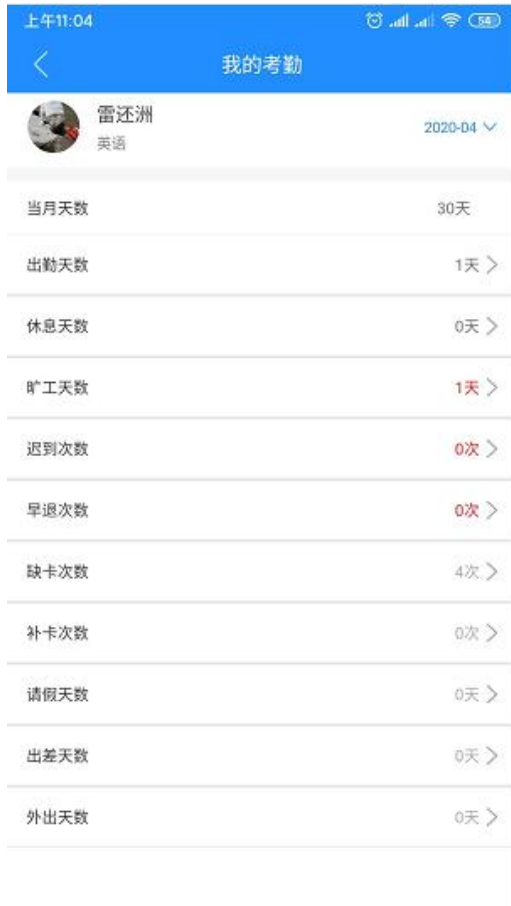 上午11:04
54
我的考勤
雷还洲
英语
2020-04
当月天数 30天
出勤天数 1天
休息天数 0天
旷工天数 1天
迟到次数 0次
早退次数 0次
缺卡次数 4次
补卡次数 0次
请假天数 0天
出差天数 0天
外出天数 0天